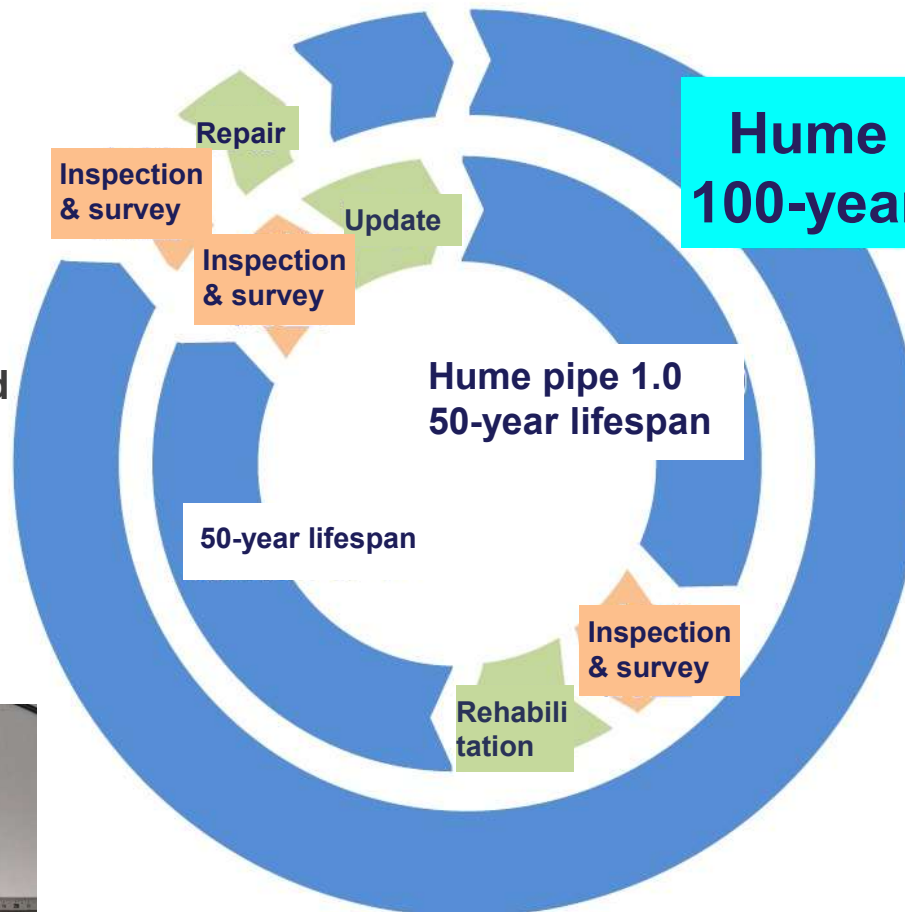 Hume
100-year
Repair
Inspection
& survey
Update
Inspection
& survey
Hume pipe 1.0
50-year lifespan
50-year lifespan
Inspection
& survey
Rehabili
tation